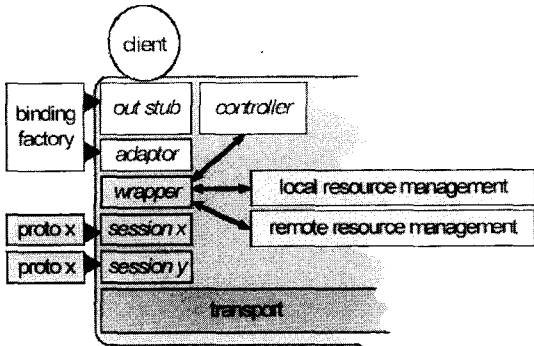 client
binding
factory
out stub
controller
adaptor
wrapper
local resource management
remote resource management
proto x
session x
proto x
session y
transport